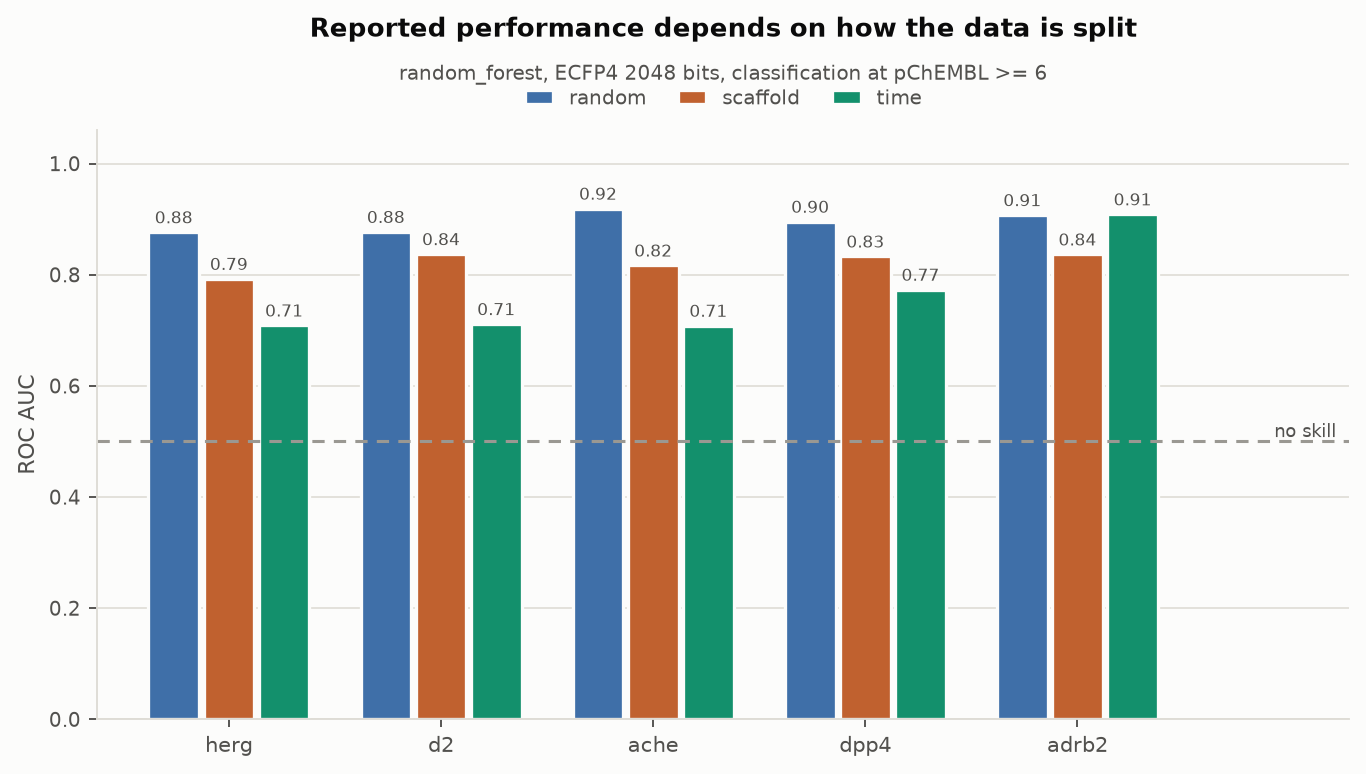 Reported performance depends on how the data is split
random_forest, ECFP4 2048 bits, classification at pChEMBL >= 6
random scaffold time
ROC AUC
1.0
0.8
0.6
0.4
0.2
0.0
0.88 0.79 0.71
0.88 0.84 0.71
0.92 0.82 0.71
0.90 0.83 0.77
0.91 0.84 0.91
no skill
herg d2 ache dpp4 adrb2